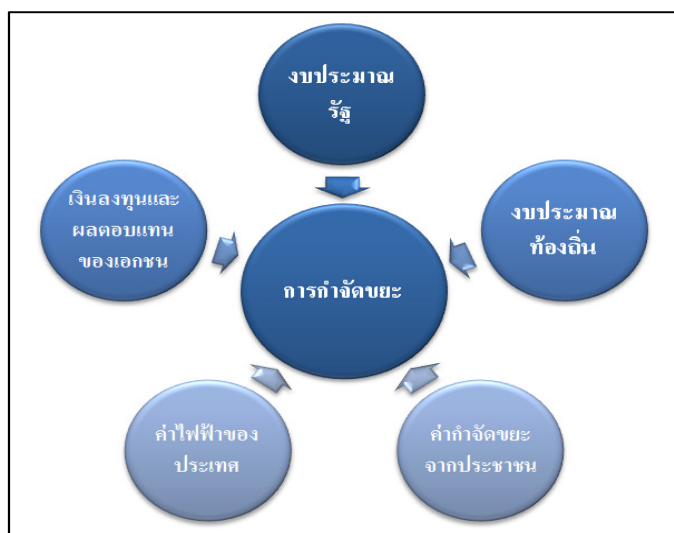 งบประมาณ
รัฐ
เงินลงทุนและ
ผลตอบแทน
ของเอกชน
งบประมาณ
ท้องถิ่น
การกำจัดขยะ
ค่าไฟฟ้าของ
ประเทศ
ค่ากำจัดขยะ
จากประชาชน